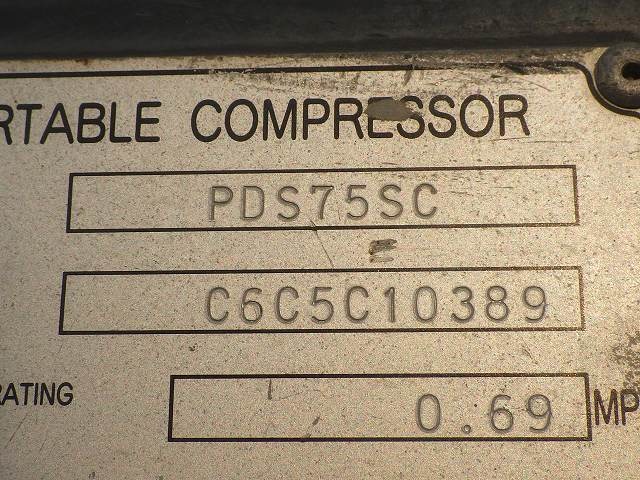 RTABLE COMPRESSOR
PDS75SC
C6C5C10389
RATING 0.69 MP